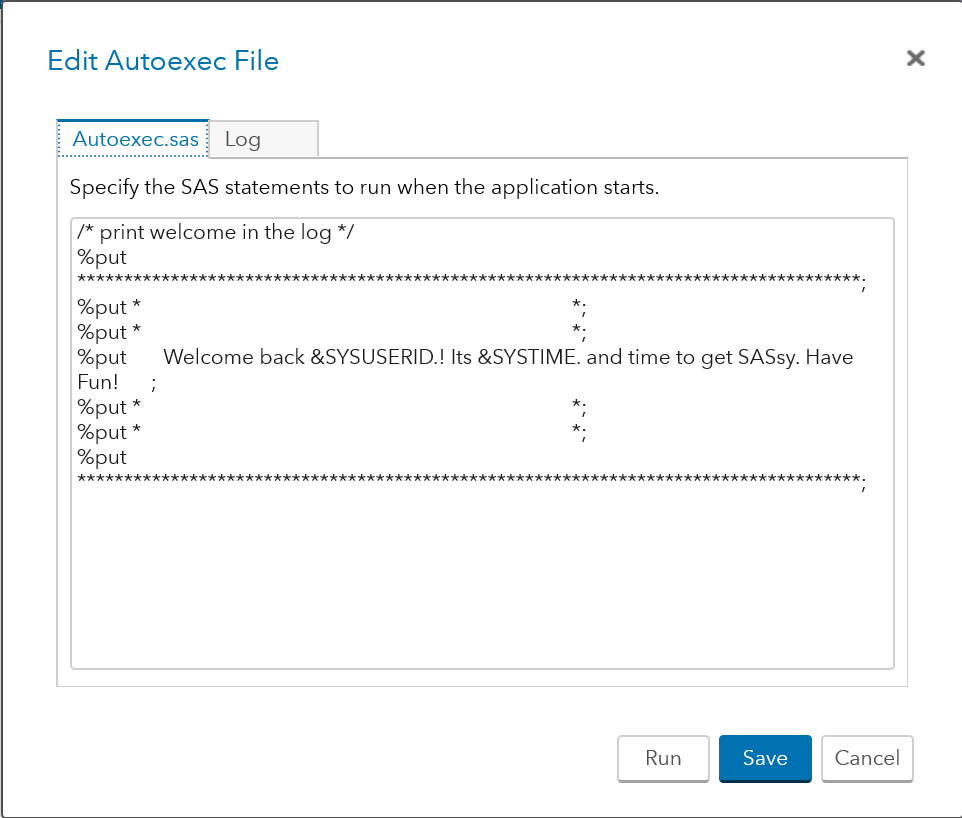 Edit Autoexec File
Autoexec.sas Log
Specify the SAS statements to run when the application starts.
/* print welcome in the log */
%put
************************************************************************************;
%put * *;
%put * *;
%put Welcome back &SYSUSERID.! Its &SYSTIME. and time to get SASsy. Have
Fun! ;
%put * *;
%put * *;
%put
************************************************************************************;
Run Save Cancel